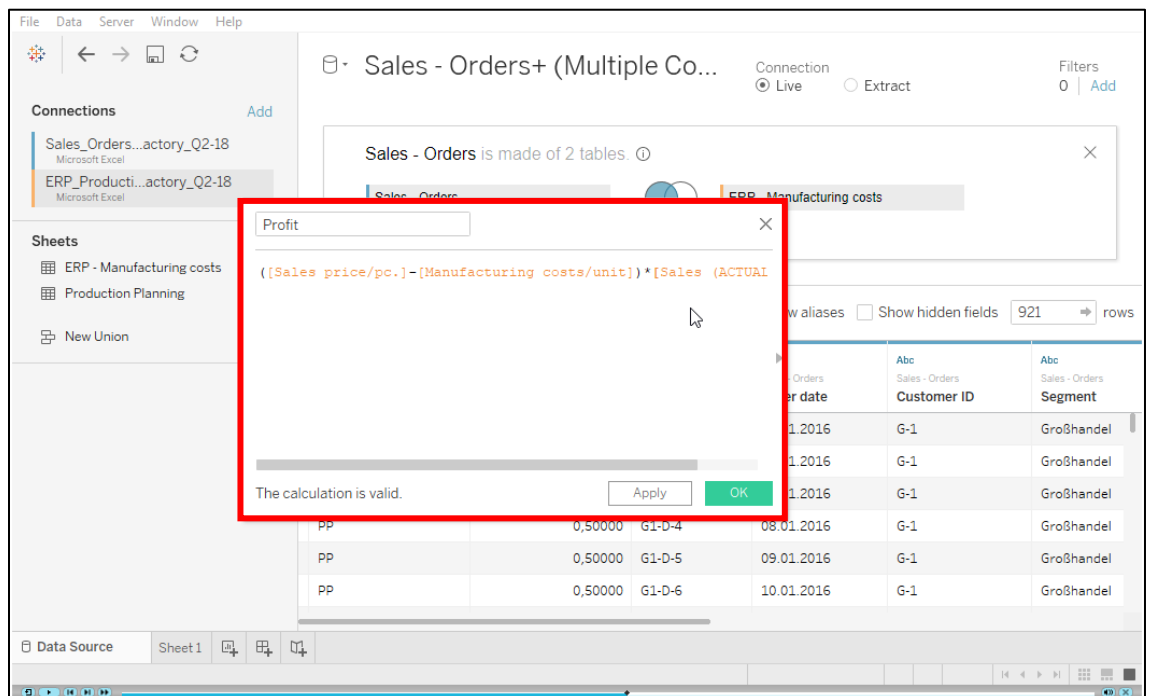 File Data Server Window Help
Sales - Orders+ (Multiple Co...
Connection
Live
Extract
Filters
0 | Add
Connections
Add
Sales_Orders...actory_Q2-18
Microsoft Excel
ERP_Producti...actory_Q2-18
Microsoft Excel
Sales - Orders is made of 2 tables.
Sales - Orders
ERP - Manufacturing costs
Sheets
ERP - Manufacturing costs
Production Planning
New Union
Profit
([Sales price/pc.]-[Manufacturing costs/unit])*[Sales (ACTUAL
The calculation is valid.
Apply
OK
aliases
Show hidden fields
921
rows
Abc
Abc
Orders
Sales - Orders
Sales - Orders
date
Customer ID
Segment
1.2016 G-1 Großhandel
1.2016 G-1 Großhandel
1.2016 G-1 Großhandel
PP 0,50000 G1-D-4 08.01.2016 G-1 Großhandel
PP 0,50000 G1-D-5 09.01.2016 G-1 Großhandel
PP 0,50000 G1-D-6 10.01.2016 G-1 Großhandel
Data Source
Sheet 1